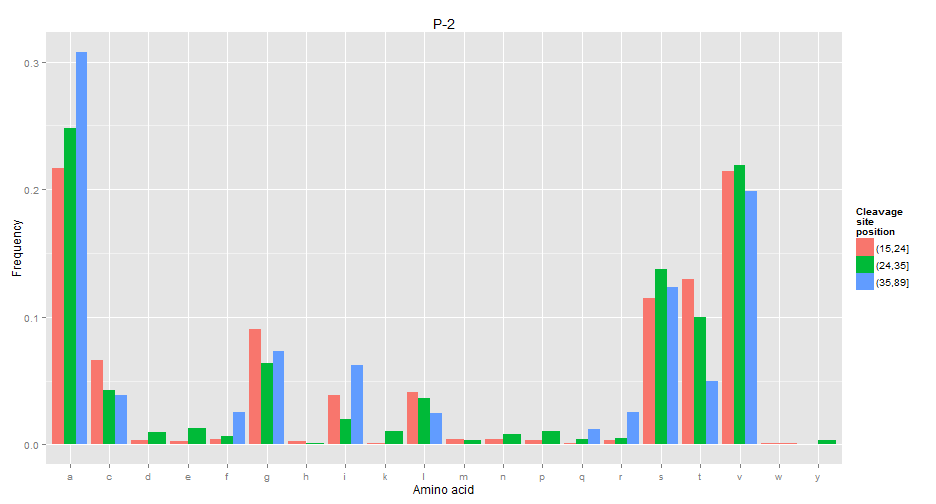 P-2
Frequency
0.3
0.2
0.1
0.0
a c d e f g h i k l m n p q r s t v w y
Amino acid
Cleavage
site
position
(15,24]
(24,35]
(35,89]